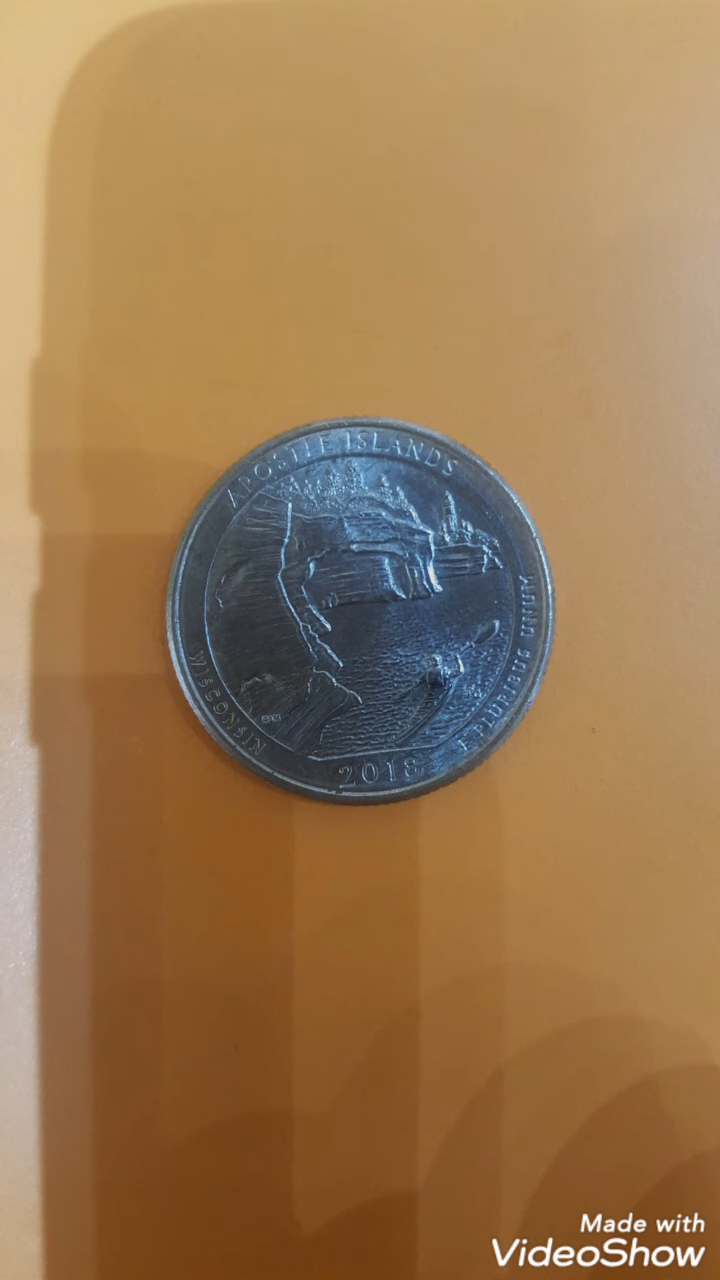 APOSTLE ISLANDS
WISCONSIN
2018
E PLURIBUS UNUM
Made with
VideoShow